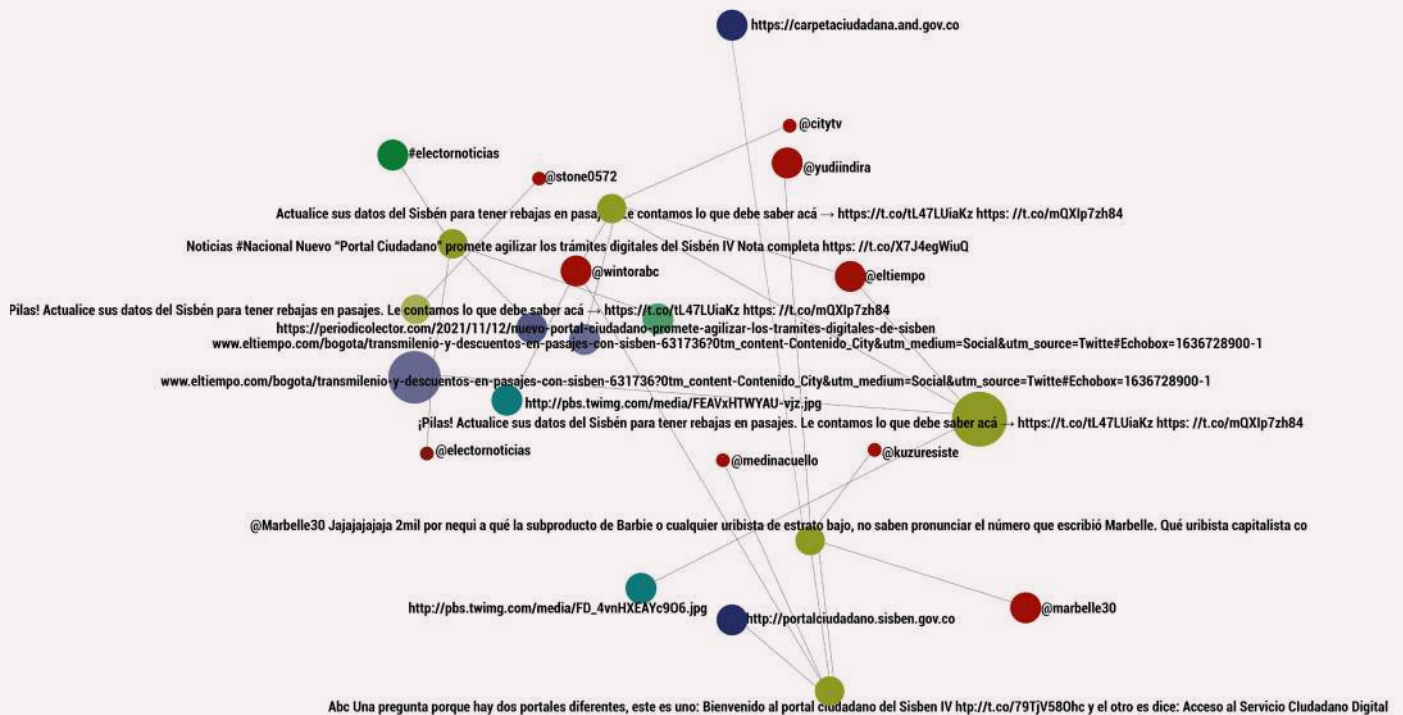 https://carpetaciudadana.and.gov.co
@citytv
#electornoticias
@yudiindira
@stone0572
Actualice sus datos del Sisbén para tener rebajas en pasaj Le contamos lo que debe saber acá → https://t.co/tL47LUiaKz https: //t.co/mQXIp7zh84
Noticias #Nacional Nuevo "Portal Ciudadano" promete agilizar los trámites digitales del Sisbén IV Nota completa https: //t.co/X7J4egWiuQ
@wintorabc
@eltiempo
Pilas! Actualice sus datos del Sisbén para tener rebajas en pasajes. Le contamos lo que debe saber acá → https://t.co/tL47LUiaKz https: //t.co/mQXIp7zh84
https://periodicolector.com/2021/11/12/nuevo-portal-ciudadano-promete-agilizar-los-tramites-digitales-de-sisben
www.eltiempo.com/bogota/transmilenio-y-descuentos-en-pasajes-con-sisben-631736?0tm_content-Contenido_City&utm_medium=Social&utm_source=Twitte#Echobox=1636728900-1
www.eltiempo.com/bogota/transmilenio-y-descuentos-en-pasajes-con-sisben-631736?0tm_content-Contenido_City&utm_medium=Social&utm_source=Twitte#Echobox=1636728900-1
http://pbs.twimg.com/media/FEAVxHTWYAU-vjz.jpg
¡Pilas! Actualice sus datos del Sisbén para tener rebajas en pasajes. Le contamos lo que debe saber acá → https://t.co/tL47LUiaKz https: //t.co/mQXIp7zh84
@electornoticias
@medinacuello
@kuzuresiste
@Marbelle30 Jajajajajaja 2mil por nequi a qué la subproducto de Barbie o cualquier uribista de estrato bajo, no saben pronunciar el número que escribió Marbelle. Qué uribista capitalista co
http://pbs.twimg.com/media/FD_4vnHXEAYc9O6.jpg
@marbelle30
http://portalciudadano.sisben.gov.co
Abc Una pregunta porque hay dos portales diferentes, este es uno: Bienvenido al portal ciudadano del Sisben IV htp://t.co/79TjV58Ohc y el otro es dice: Acceso al Servicio CIudadano Digital